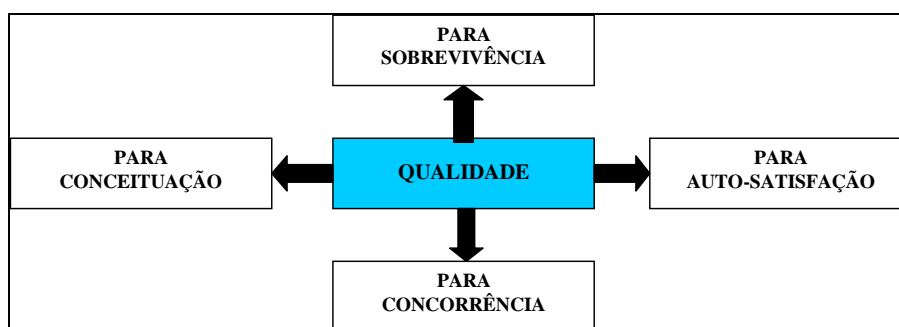 PARA
SOBREVIVÊNCIA
PARA
CONCEITUAÇÃO
QUALIDADE
PARA
AUTO-SATISFAÇÃO
PARA
CONCORRÊNCIA